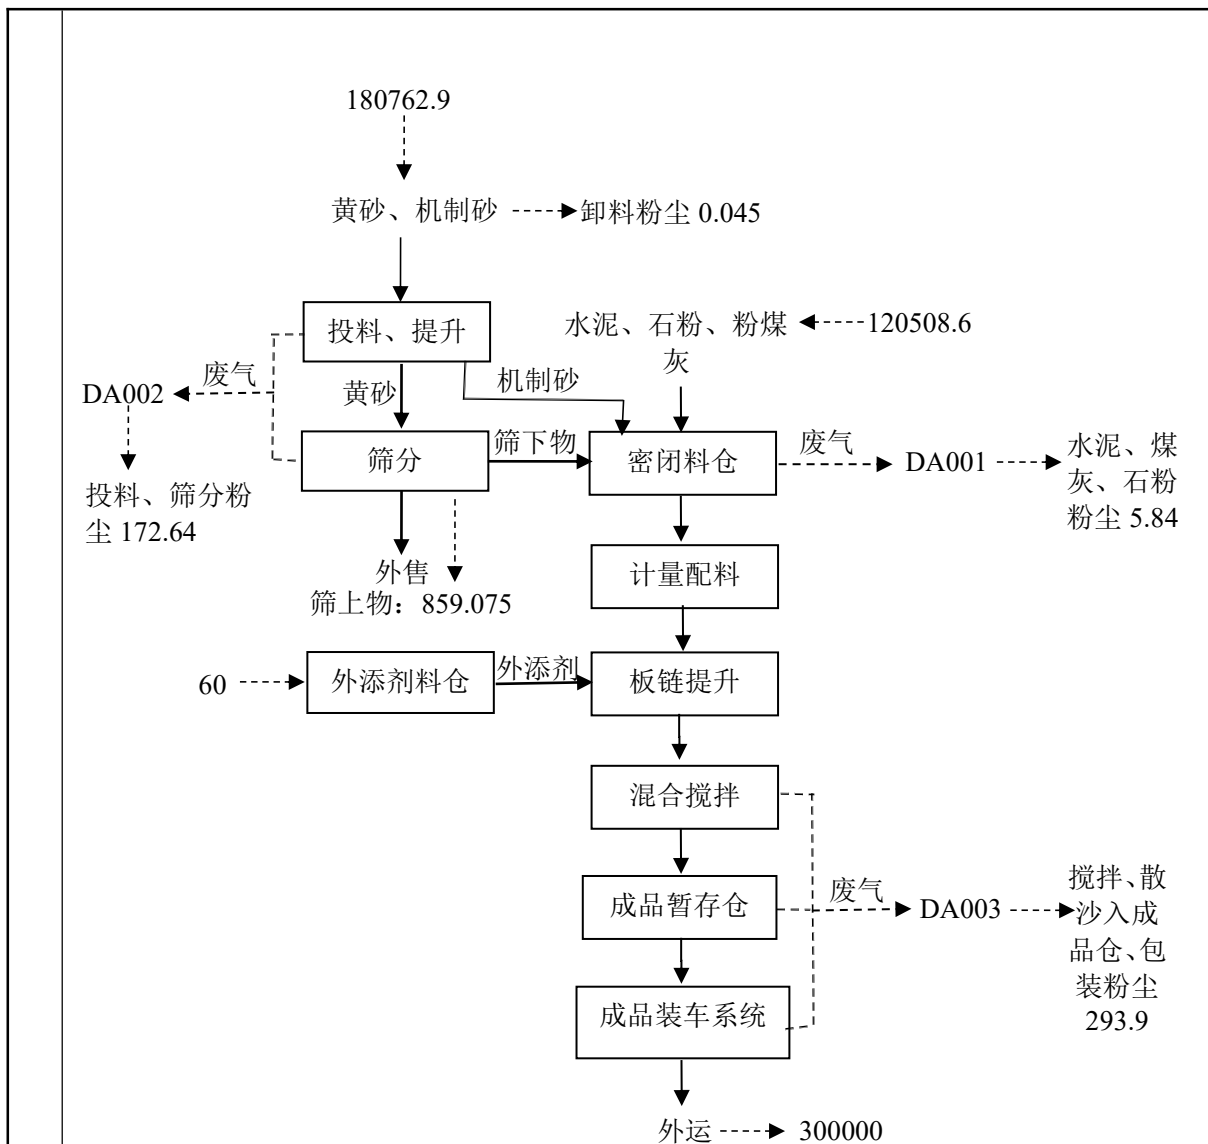 180762.9
黄砂、机制砂
卸料粉尘 0.045
投料、提升
水泥、石粉、粉煤
灰
120508.6
废气
DA002
黄砂
机制砂
筛分
筛下物
密闭料仓
废气
DA001
水泥、煤
灰、石粉
粉尘 5.84
投料、筛分粉
尘 172.64
外售
筛上物：859.075
计量配料
60
外添剂料仓
外添剂
板链提升
混合搅拌
成品暂存仓
废气
DA003
搅拌、散
沙入成
品仓、包
装粉尘
293.9
成品装车系统
外运
300000